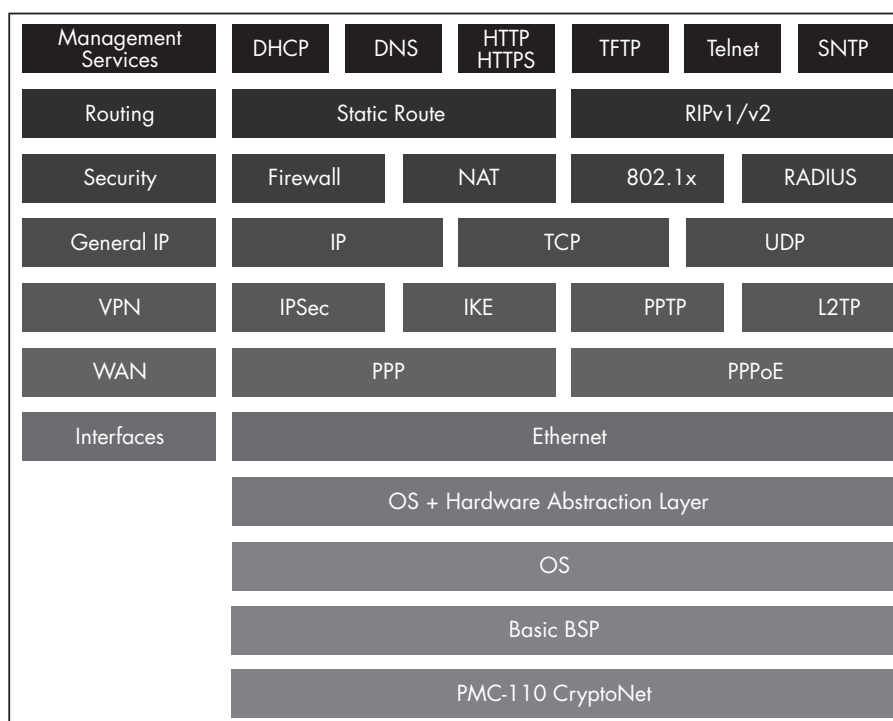 Management
Services
DHCP
DNS
HTTP
HTTPS
TFTP
Telnet
SNTP
Routing
Static Route
RIPv1/v2
Security
Firewall
NAT
802.1x
RADIUS
General IP
IP
TCP
UDP
VPN
IPSec
IKE
PPTP
L2TP
WAN
PPP
PPPoE
Interfaces
Ethernet
OS + Hardware Abstraction Layer
OS
Basic BSP
PMC-110 CryptoNet